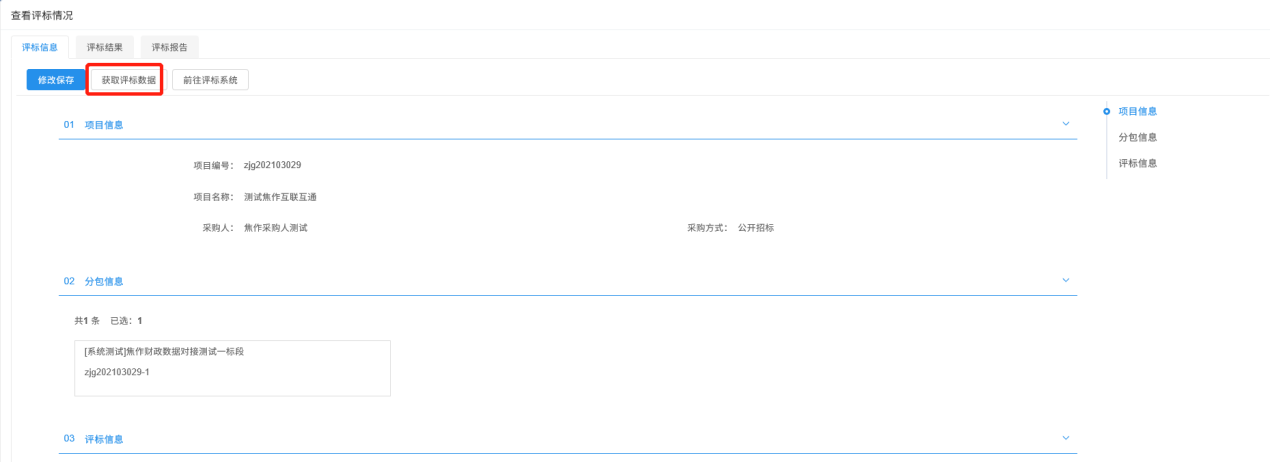 查看评标情况
评标信息 评标结果 评标报告
修改保存 获取评标数据 前往评标系统
01 项目信息
项目信息
分包信息
评标信息
项目编号： zjg202103029
项目名称： 测试焦作互联互通
采购人： 焦作采购人测试 采购方式： 公开招标
02 分包信息
共1 条 已选：1
[系统测试]焦作财政数据对接测试一标段
zjg202103029-1
03 评标信息